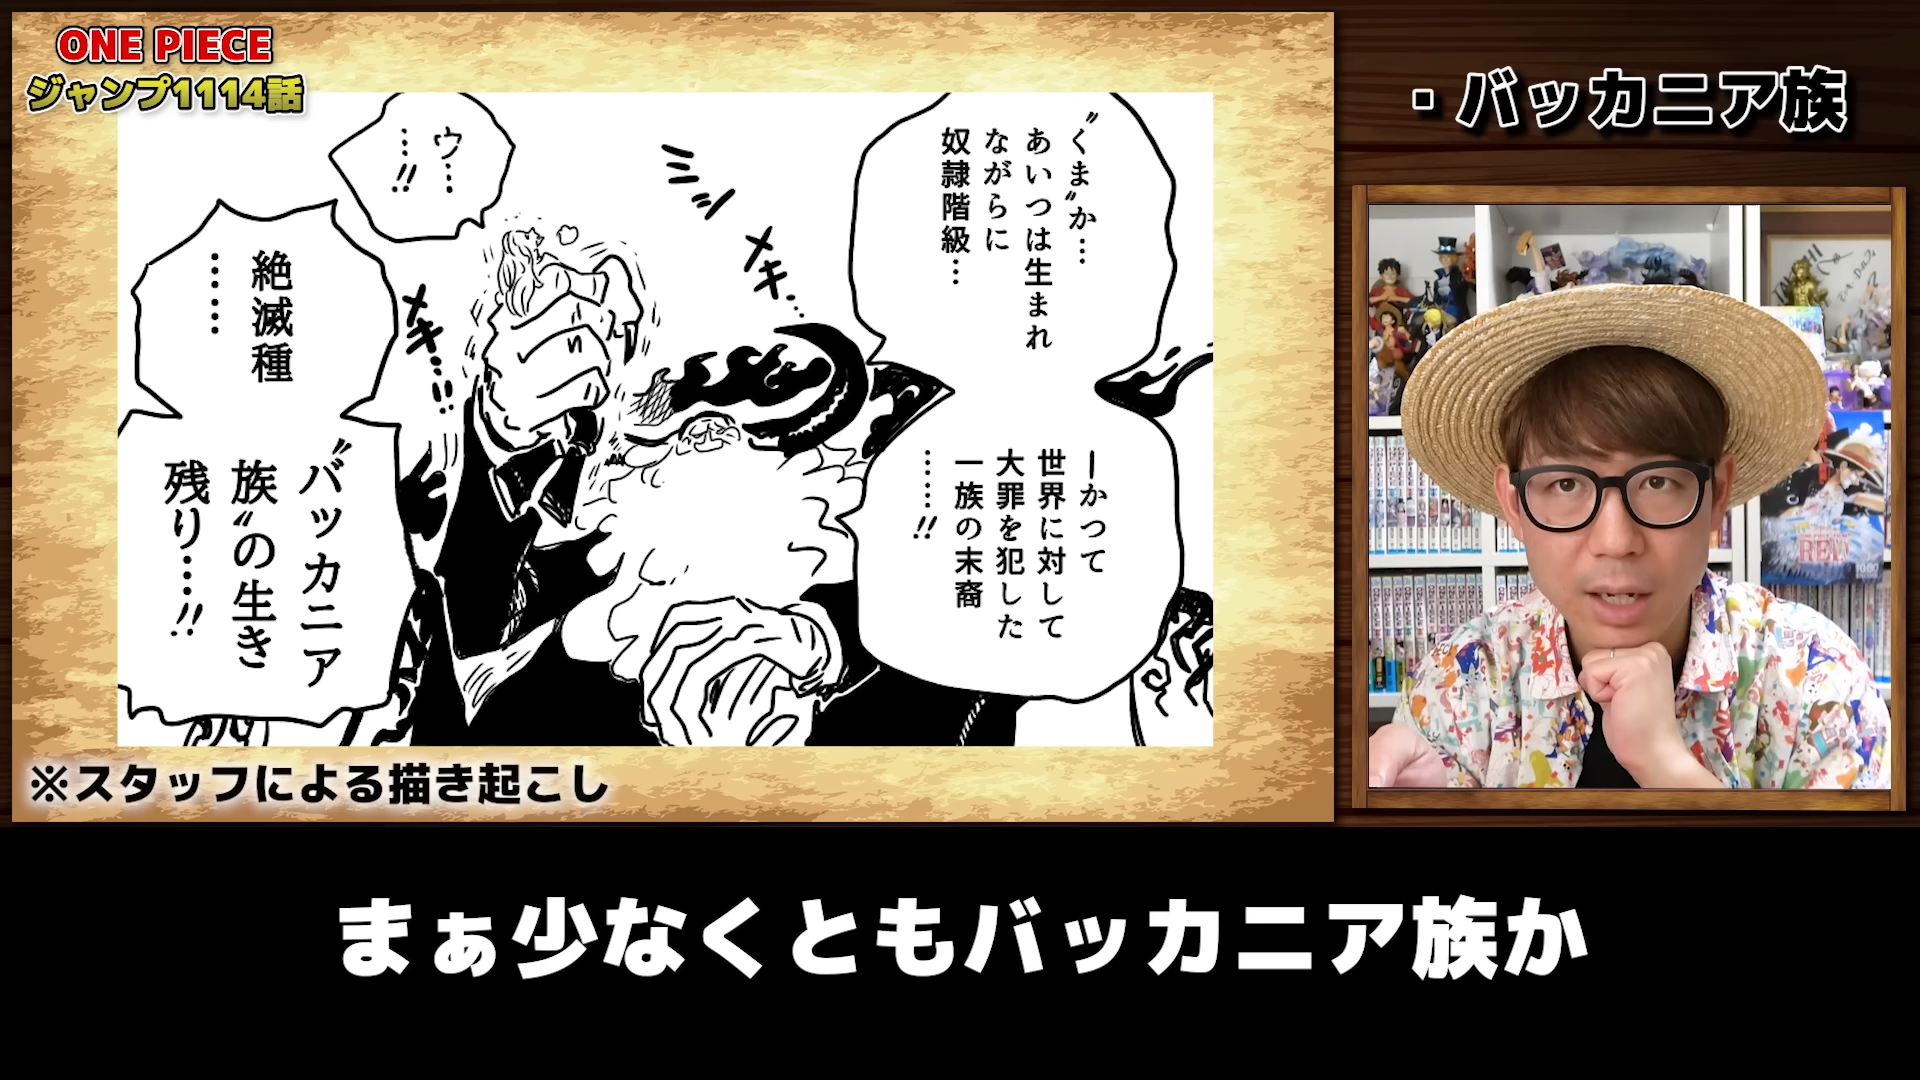 ONE PIECE
ジャンプ1114話
・バッカニア族
〝くま〟か…
あいつは生まれ
ながらに
奴隷階級…
ーかつて
世界に対して
大罪を犯した
一族の末裔
……!!
ウ…
…!!
メキ…
メキ…!!
絶滅種
……
〝バッカニア
族〟の生き
残り…!!
RED
※スタッフによる描き起こし
まぁ少なくともバッカニア族か